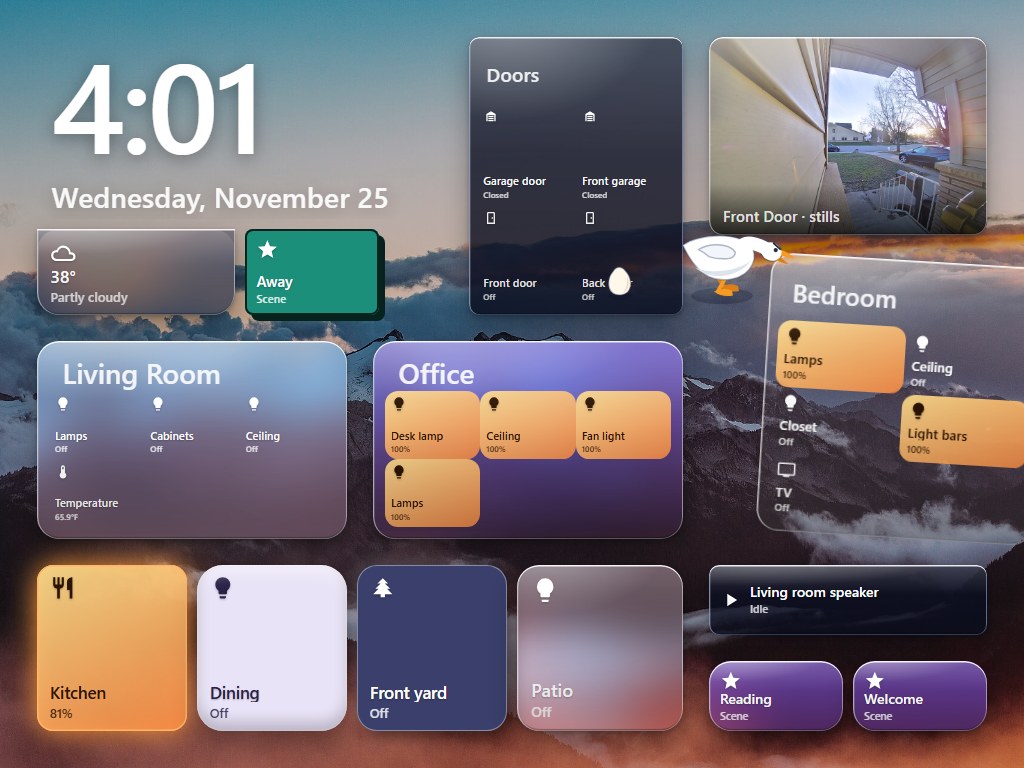 4:01
Wednesday, November 25
38°
Partly cloudy
Away
Scene
Doors
Garage door
Closed
Front garage
Closed
Front door
Off
Back
Off
Front Door · stills
Living Room
Lamps
Off
Cabinets
Off
Ceiling
Off
Temperature
65.9°F
Office
Desk lamp
100%
Ceiling
100%
Fan light
100%
Lamps
100%
Bedroom
Lamps
100%
Ceiling
Off
Closet
Off
Light bars
100%
TV
Off
Kitchen
81%
Dining
Off
Front yard
Off
Patio
Off
Living room speaker
Idle
Reading
Scene
Welcome
Scene